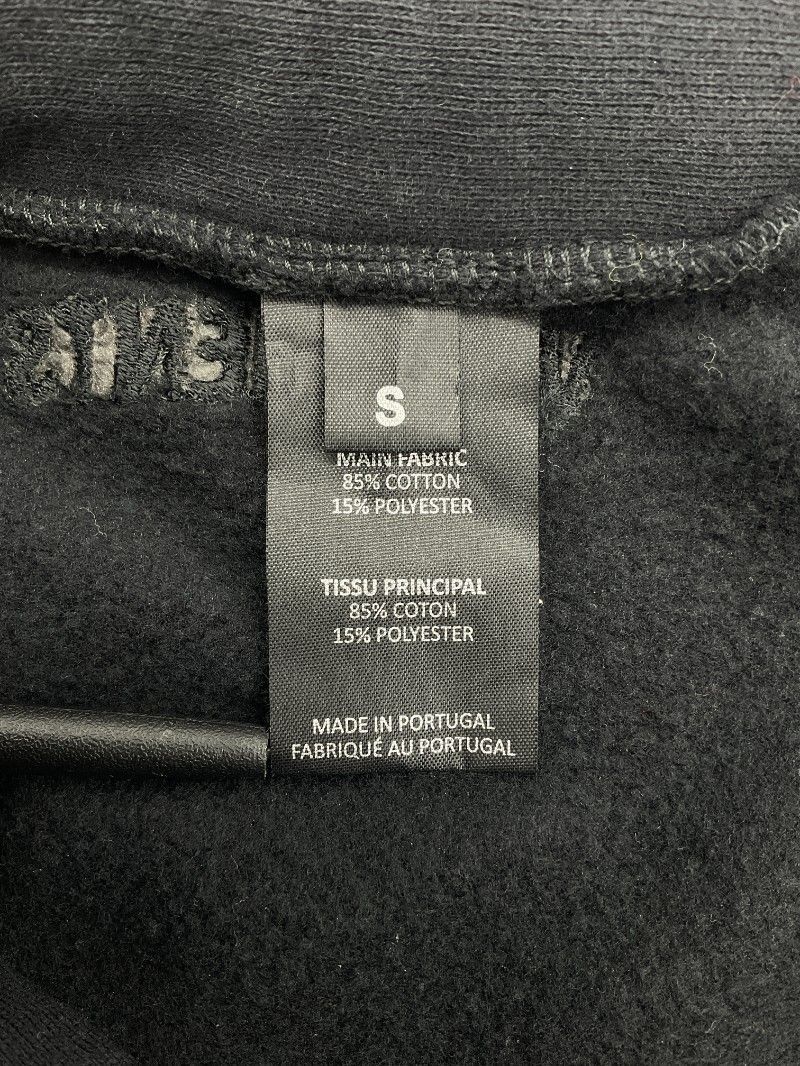 S
MAIN FABRIC
85% COTTON
15% POLYESTER
TISSU PRINCIPAL
85% COTON
15% POLYESTER
MADE IN PORTUGAL
FABRIQUÉ AU PORTUGAL